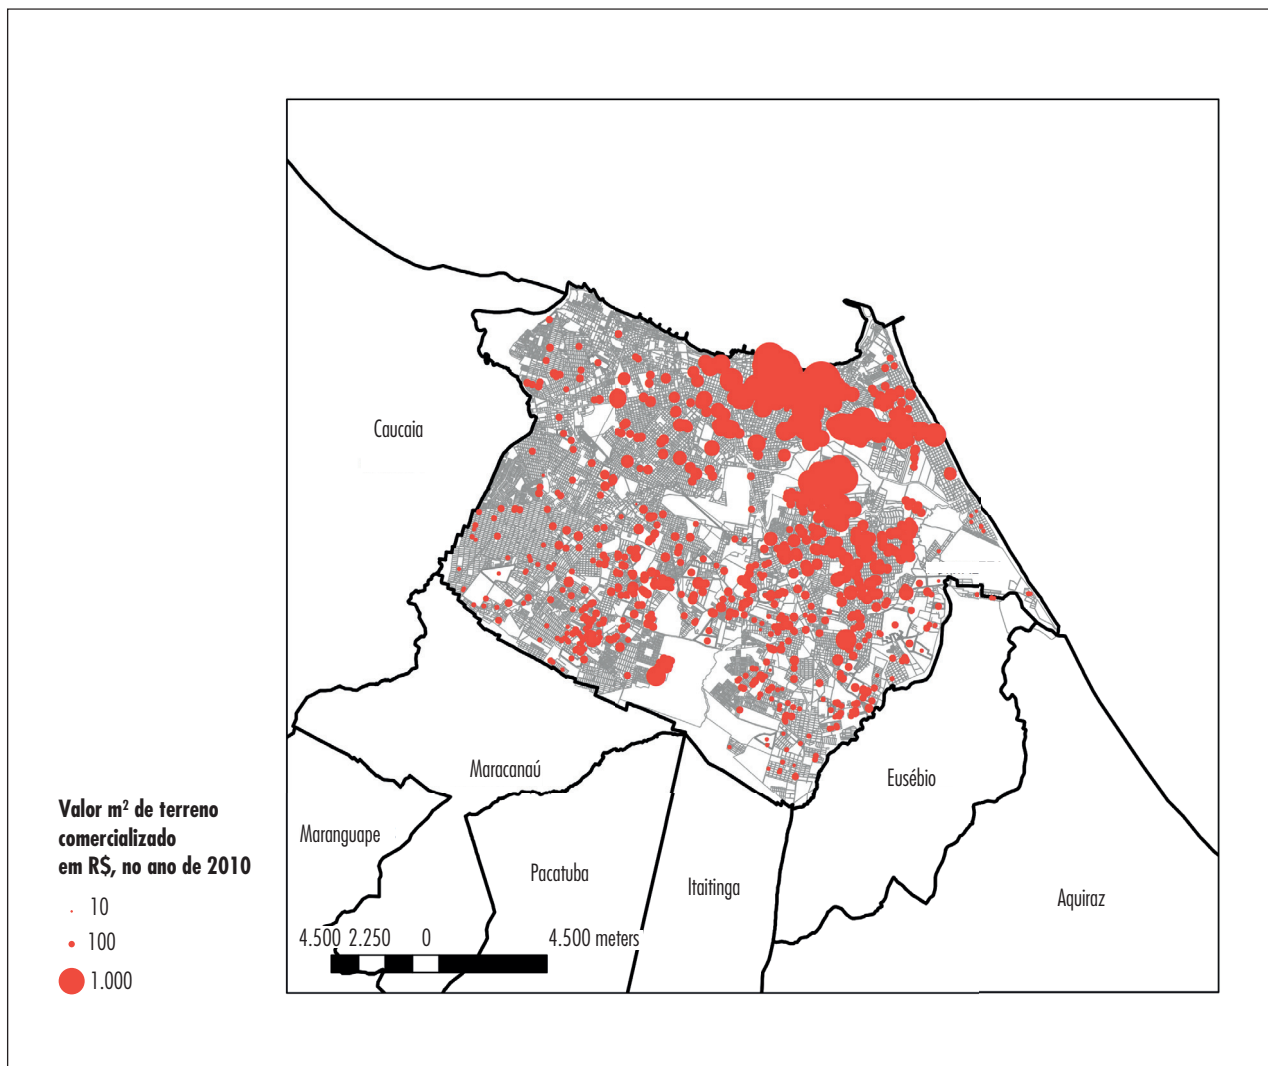 Caucaia
Maracanaú
Eusébio
Maranguape
Pacatuba
Itaitinga
Aquiraz
Valor m² de terreno
comercializado
em R$, no ano de 2010
10
100
1.000
4.500 2.250 0 4.500 meters